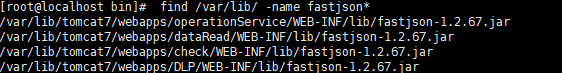 [root@localhost bin]#  find /var/lib/ -name fastjson*
/var/lib/tomcat7/webapps/operationService/WEB-INF/lib/fastjson-1.2.67.jar
/var/lib/tomcat7/webapps/dataRead/WEB-INF/lib/fastjson-1.2.67.jar
/var/lib/tomcat7/webapps/check/WEB-INF/lib/fastjson-1.2.67.jar
/var/lib/tomcat7/webapps/DLP/WEB-INF/lib/fastjson-1.2.67.jar